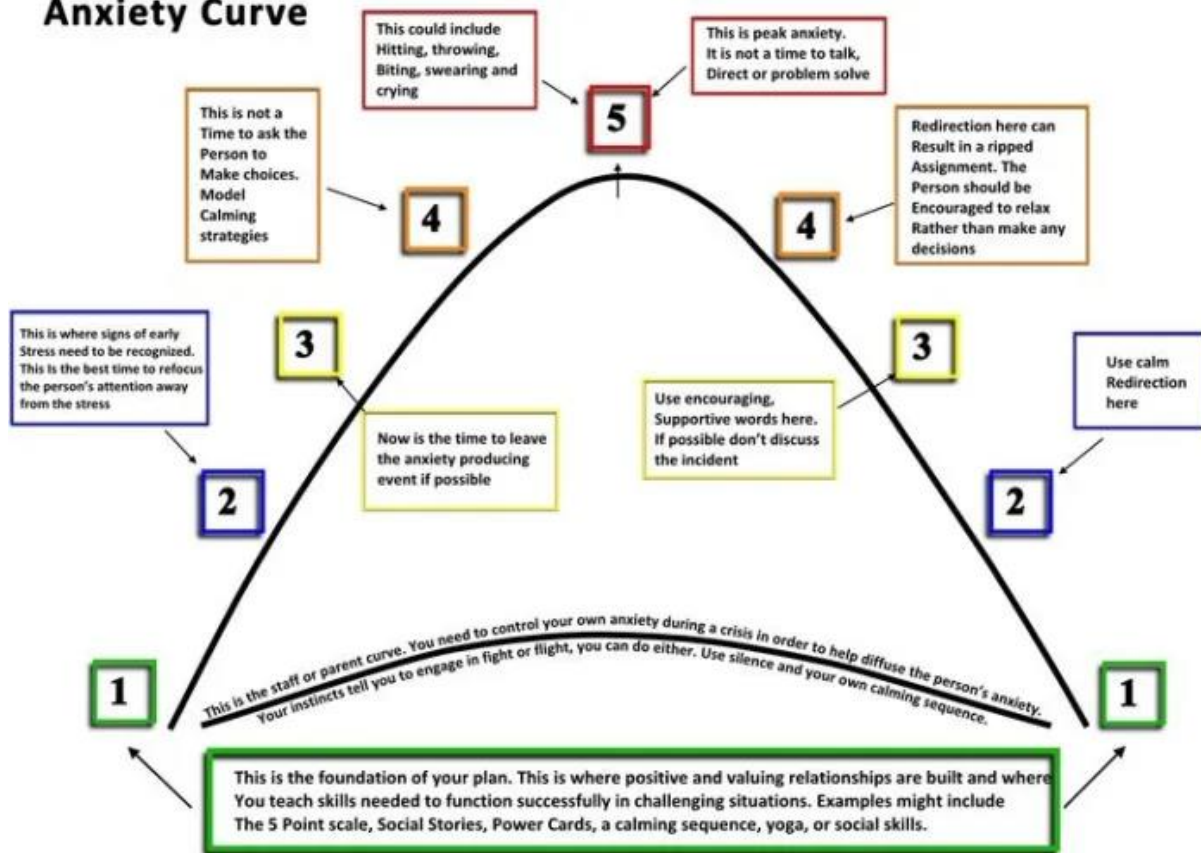 Anxiety Curve
This could include
Hitting, throwing,
Biting, swearing and
crying
This is peak anxiety.
It is not a time to talk,
Direct or problem solve
5
This is not a
Time to ask the
Person to
Make choices.
Model
Calming
strategies
4
4
Redirection here can
Result in a ripped
Assignment. The
Person should be
Encouraged to relax
Rather than make any
decisions
This is where signs of early
Stress need to be recognized.
This Is the best time to refocus
the person's attention away
from the stress
3
Now is the time to leave
the anxiety producing
event if possible
Use encouraging,
Supportive words here.
If possible don't discuss
the incident
3
Use calm
Redirection
here
2
2
This is the staff or parent curve. You need to control your own anxiety during a crisis in order to help diffuse the person's anxiety.
Your instincts tell you to engage in fight or flight, you can do either. Use silence and your own calming sequence.
1
1
This is the foundation of your plan. This is where positive and valuing relationships are built and where
You teach skills needed to function successfully in challenging situations. Examples might include
The 5 Point scale, Social Stories, Power Cards, a calming sequence, yoga, or social skills.